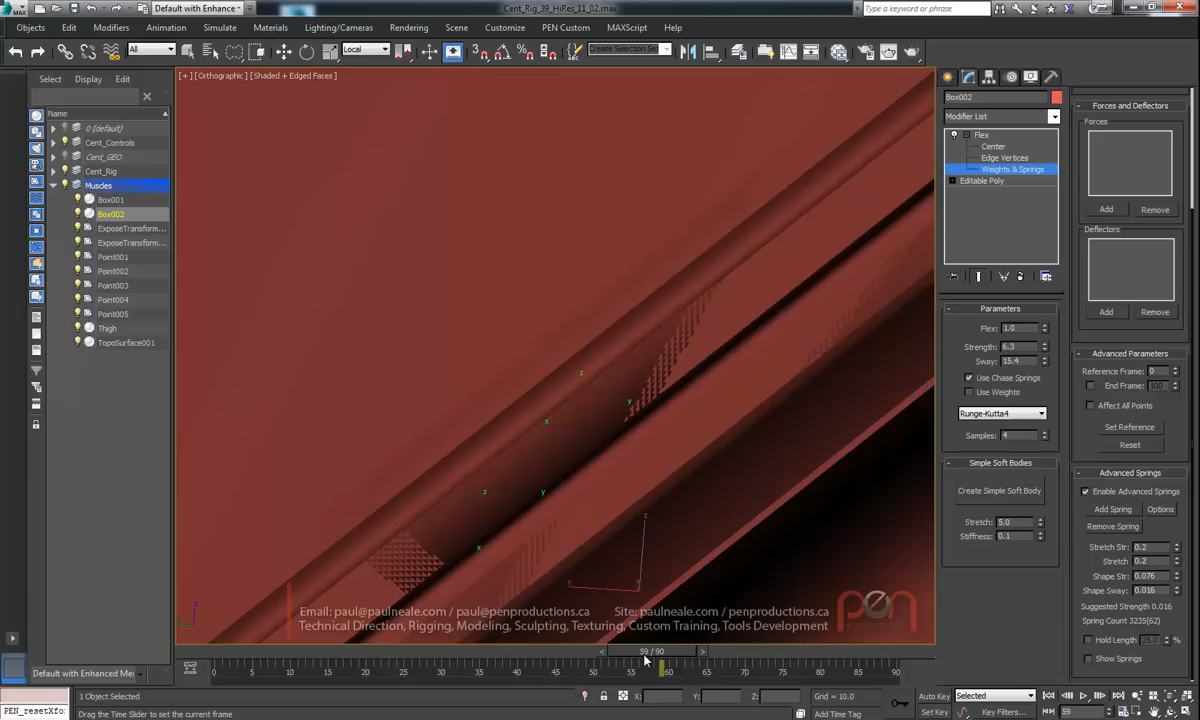 MAX
Default with Enhance
Cent_Rig_39_HiRes_11_02.max
Type a keyword or phrase
Objects Edit Modifiers Animation Simulate Materials Lighting/Cameras Rendering Scene Customize PEN Custom MAXScript Help
All
Local
Create Selection Set
Select Display Edit
[+] [Orthographic] [Shaded + Edged Faces]
Name
0 (default)
Cent_Controls
Cent_GEO
Cent_Rig
Muscles
Box001
Box002
ExposeTransform...
ExposeTransform...
Point001
Point002
Point003
Point004
Point005
Thigh
TopoSurface001
Box002
Modifier List
Flex
Center
Edge Vertices
Weights & Springs
Editable Poly
Parameters
Flex: 1.0
Strength: 6.3
Sway: 15.4
Use Chase Springs
Use Weights
Runge-Kutta4
Samples: 4
Simple Soft Bodies
Create Simple Soft Body
Stretch: 5.0
Stiffness: 0.1
Forces and Deflectors
Forces
Add Remove
Deflectors
Add Remove
Advanced Parameters
Reference Frame: 0
End Frame: 100
Affect All Points
Set Reference
Reset
Advanced Springs
Enable Advanced Springs
Add Spring Options
Remove Spring
Stretch Str: 0.2
Stretch 0.2
Shape Str: 0.076
Shape Sway: 0.016
Suggested Strength 0.016
Spring Count 3235(62)
Hold Length 25.0 %
Show Springs
z
y
x
z
y
x
z
y
x
z
Email: paul@paulneale.com / paul@penproductions.ca Site: paulneale.com / penproductions.ca
Technical Direction, Rigging, Modeling, Sculpting, Texturing, Custom Training, Tools Development
pen
< 59 / 90 >
Default with Enhanced Me
0 5 10 15 20 25 30 35 40 45 50 55 60 65 70 75 80 85 90
1 Object Selected
X: Y: Z: Grid = 10.0
Auto Key Selected
PEN_resetXfo:
Drag the Time Slider to set the current frame
Add Time Tag
Set Key Key Filters...
59